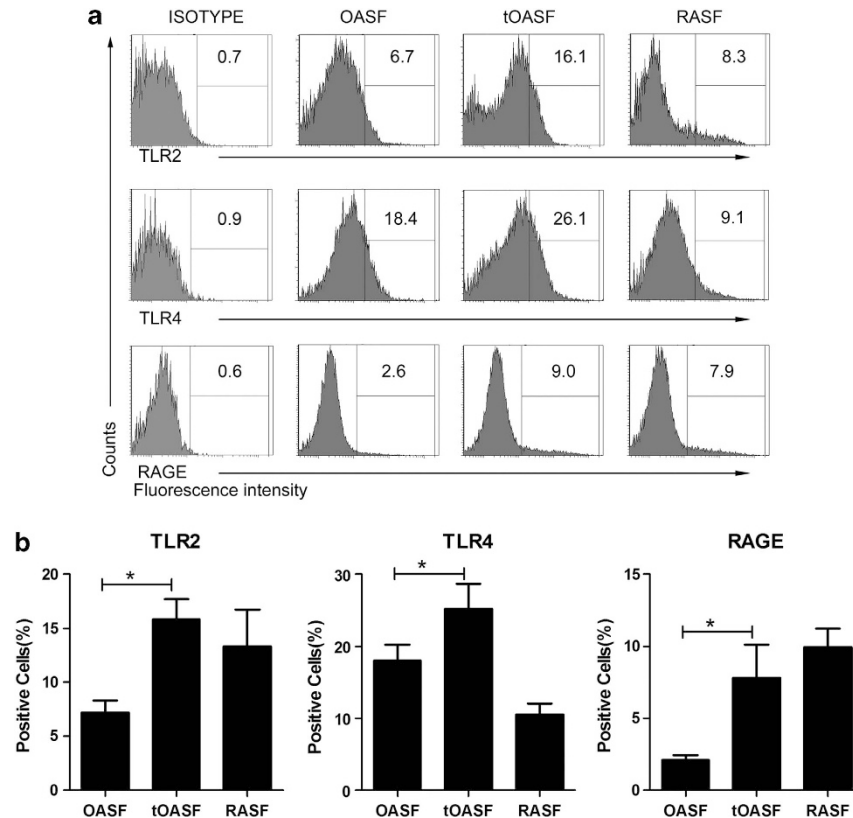 a
ISOTYPE OASF tOASF RASF
0.7 6.7 16.1 8.3
TLR2
0.9 18.4 26.1 9.1
TLR4
0.6 2.6 9.0 7.9
RAGE
Counts
Fluorescence intensity
b
TLR2
Positive Cells(%)
20
15
10
5
0
*
OASF tOASF RASF
TLR4
Positive Cells(%)
30
20
10
0
*
OASF tOASF RASF
RAGE
Positive Cells(%)
15
10
5
0
*
OASF tOASF RASF